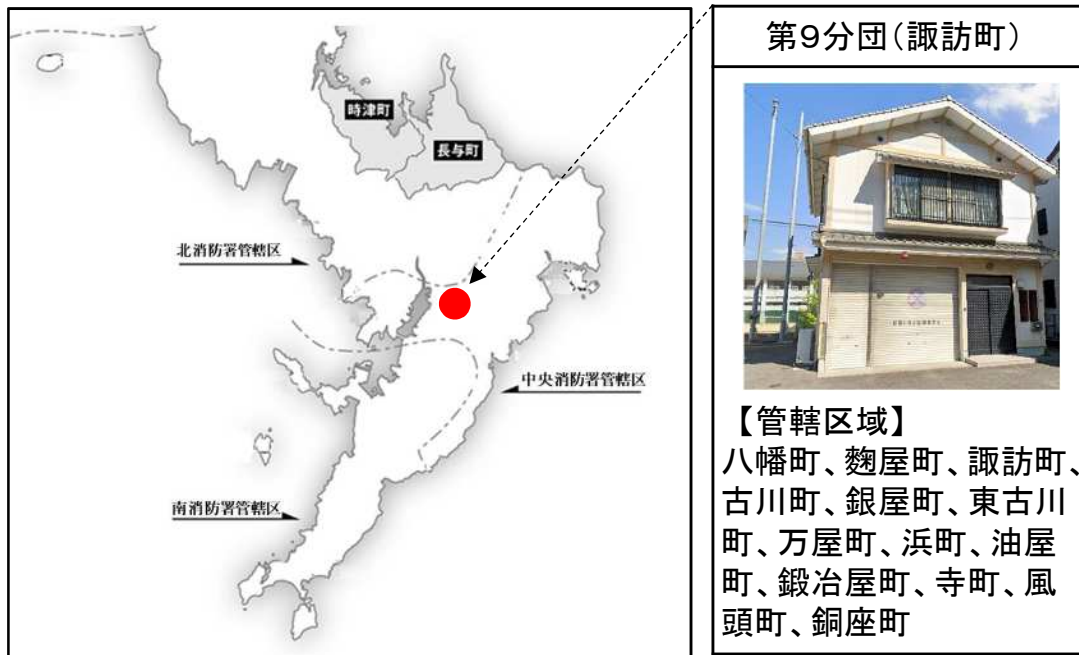 時津町
長与町
北消防署管轄区
中央消防署管轄区
南消防署管轄区
第9分団(諏訪町)
【管轄区域】
八幡町、麴屋町、諏訪町、
古川町、銀屋町、東古川
町、万屋町、浜町、油屋
町、鍛冶屋町、寺町、風
頭町、銅座町